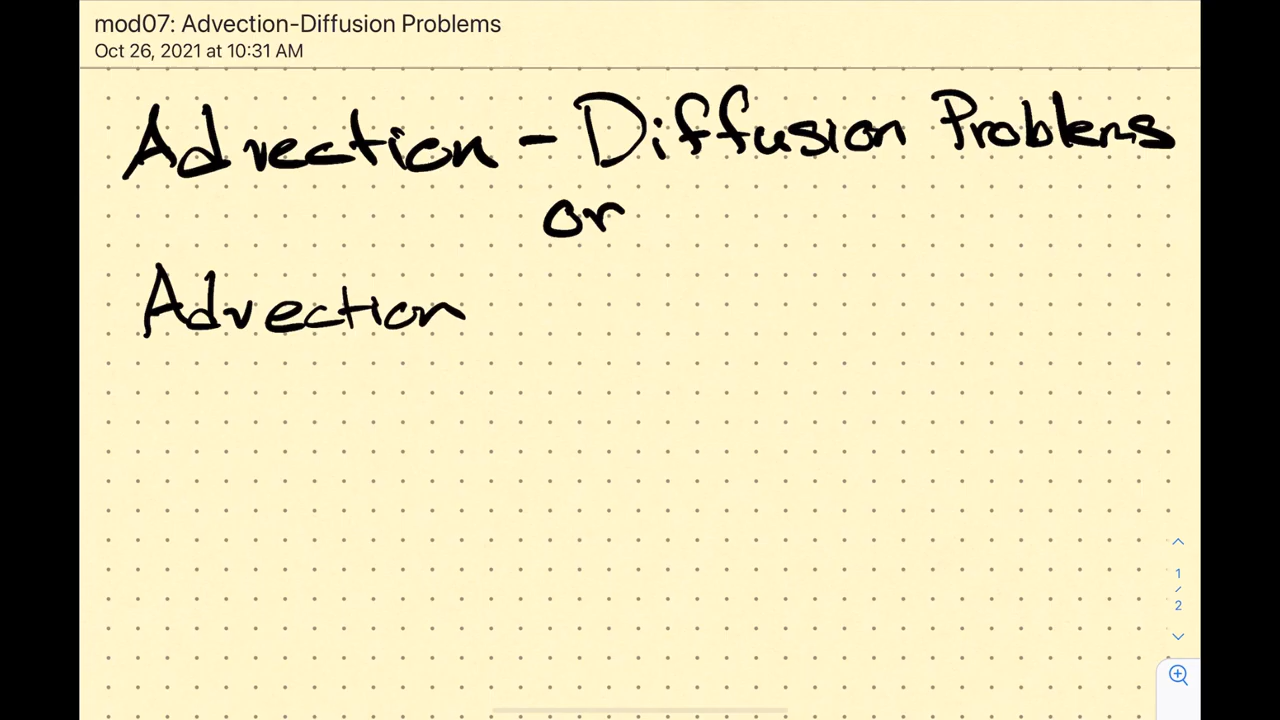 mod07: Advection-Diffusion Problems
Oct 26, 2021 at 10:31 AM
Advection - Diffusion Problems
or
Advection
1
/
2